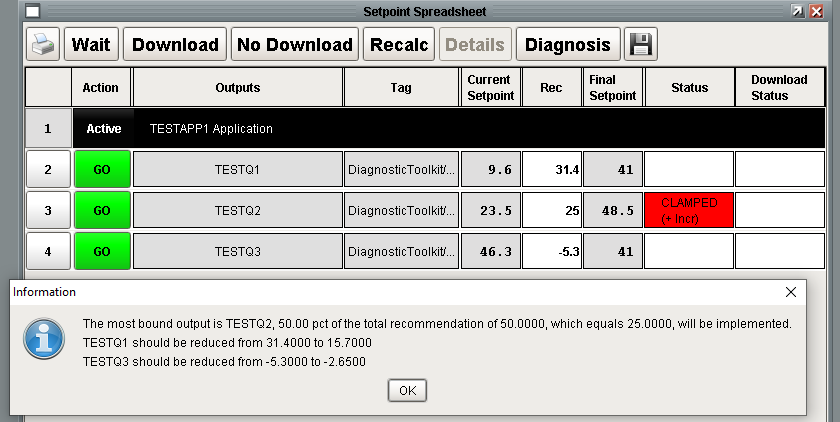 Setpoint Spreadsheet
Wait Download No Download Recalc Details Diagnosis
Action Outputs Tag Current Setpoint Rec Final Setpoint Status Download Status
1 Active TESTAPP1 Application
2 GO TESTQ1 DiagnosticToolkit/... 9.6 31.4 41
3 GO TESTQ2 DiagnosticToolkit/... 23.5 25 48.5 CLAMPED (+ Incr)
4 GO TESTQ3 DiagnosticToolkit/... 46.3 -5.3 41
Information
The most bound output is TESTQ2, 50.00 pct of the total recommendation of 50.0000, which equals 25.0000, will be implemented.
TESTQ1 should be reduced from 31.4000 to 15.7000
TESTQ3 should be reduced from -5.3000 to -2.6500
OK